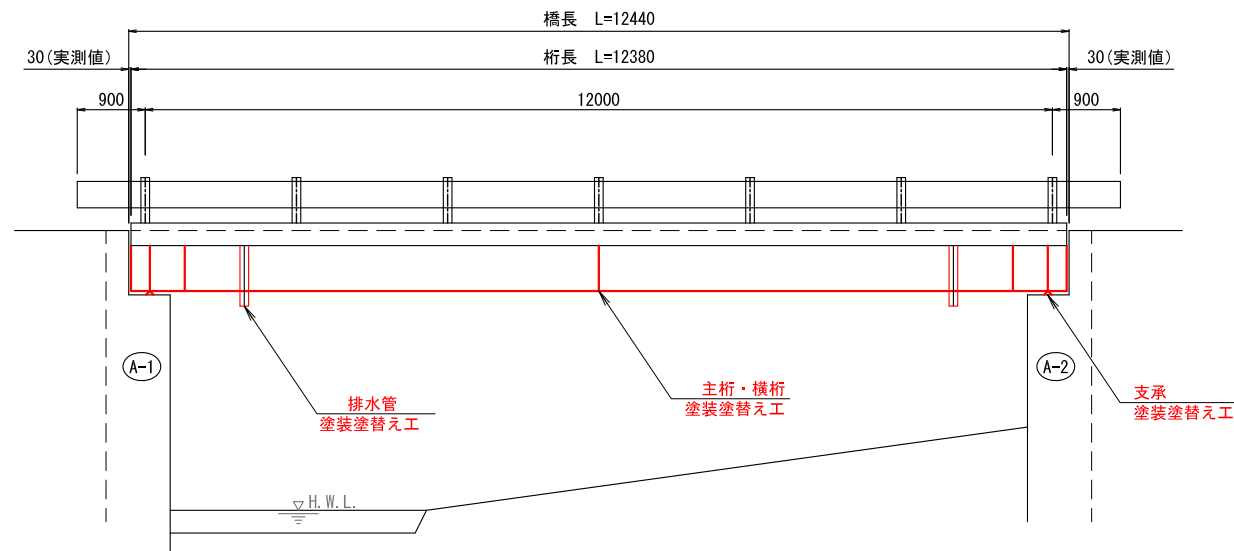 橋長 L=12440
30(実測値)
桁長 L=12380
30(実測値)
900
12000
900
A-1
A-2
排水管
塗装塗替え工
主桁・横桁
塗装塗替え工
支承
塗装塗替え工
H.W.L.